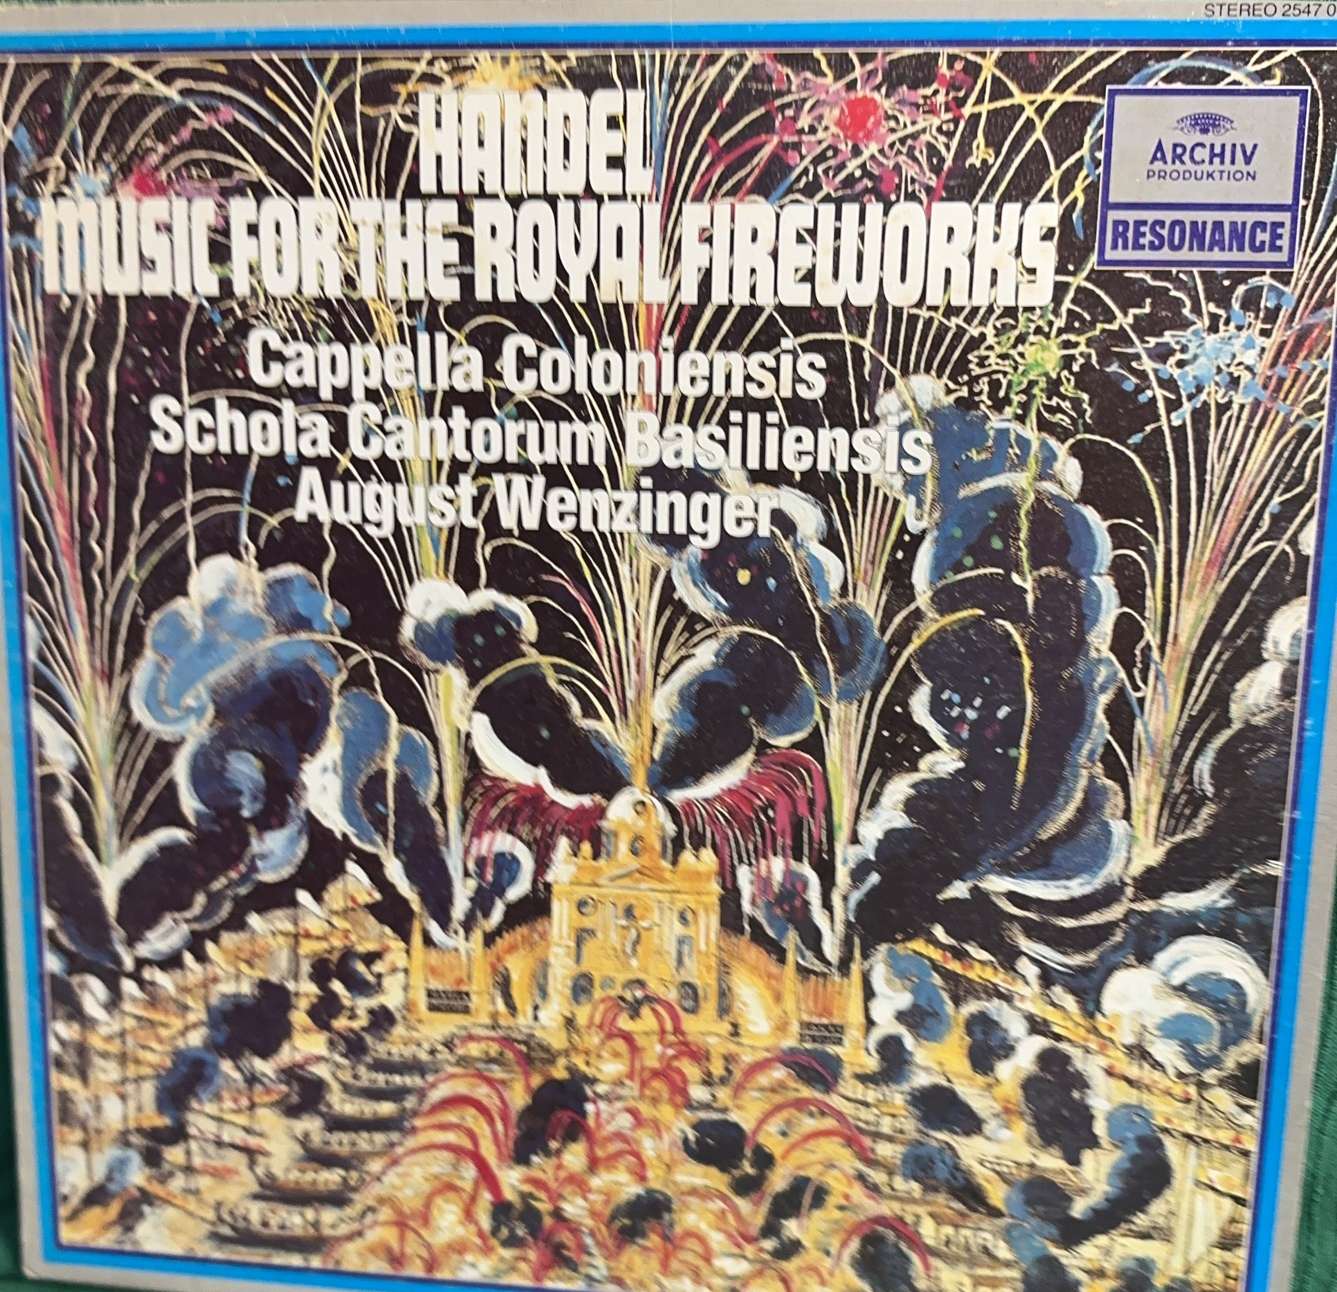 STEREO 2547 0
HANDEL
MUSIC FOR THE ROYAL FIREWORKS
Cappella Coloniensis
Schola Cantorum Basiliensis
August Wenzinger
ARCHIV
PRODUKTION
RESONANCE